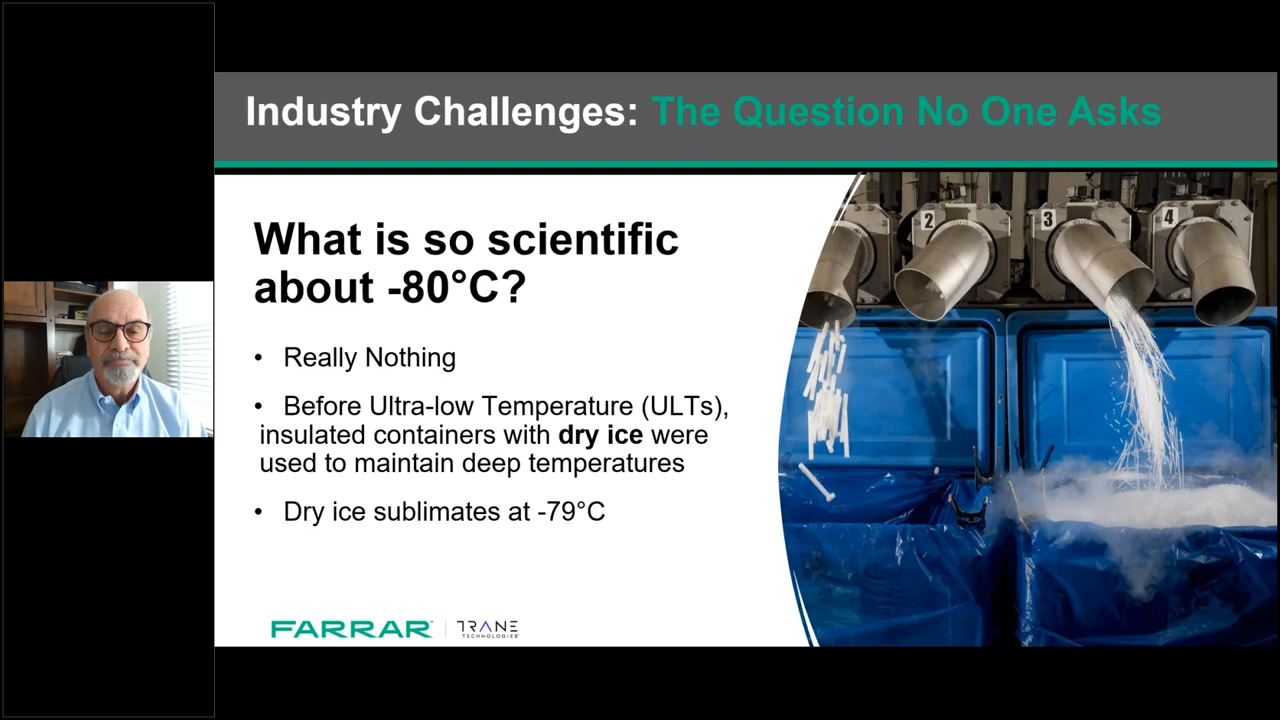 Industry Challenges: The Question No One Asks
What is so scientific
about -80°C?
• Really Nothing
• Before Ultra-low Temperature (ULTs),
insulated containers with dry ice were
used to maintain deep temperatures
• Dry ice sublimates at -79°C
2
3
4
FARRAR™
TRANE
TECHNOLOGIES